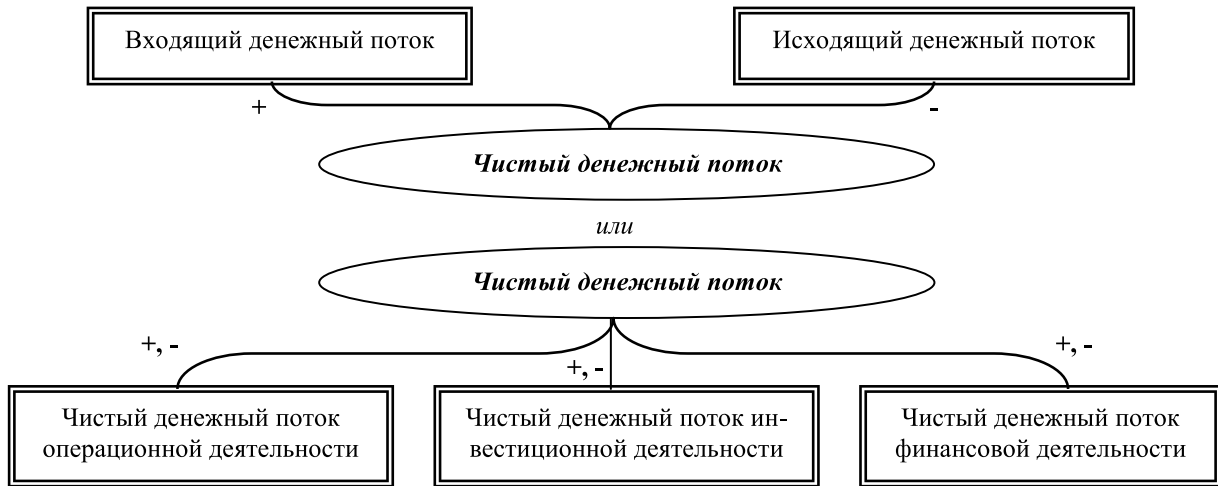 Входящий денежный поток
Исходящий денежный поток
+
-
Чистый денежный поток
или
Чистый денежный поток
+, -
+, -
+, -
Чистый денежный поток
операционной деятельности
Чистый денежный поток ин-
вестиционной деятельности
Чистый денежный поток
финансовой деятельности